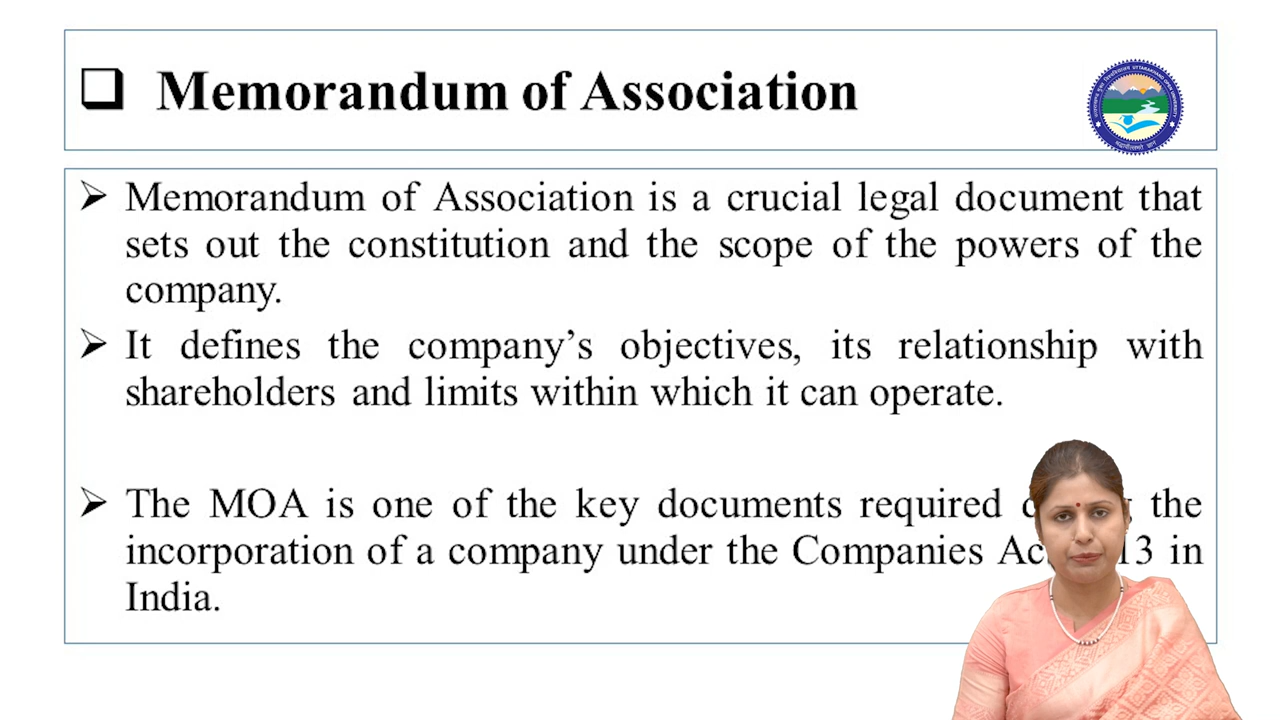 Memorandum of Association
Memorandum of Association is a crucial legal document that
sets out the constitution and the scope of the powers of the
company.
It defines the company’s objectives, its relationship with
shareholders and limits within which it can operate.
The MOA is one of the key documents required the
incorporation of a company under the Companies in
India.